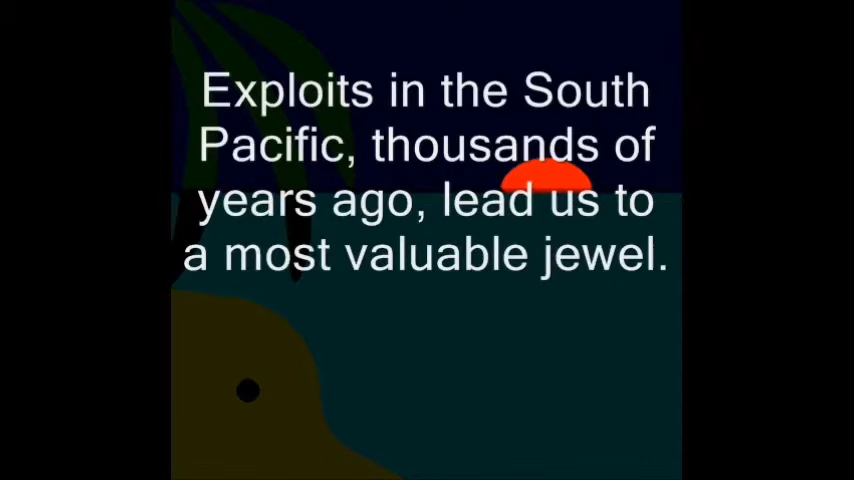 Exploits in the South
Pacific, thousands of
years ago, lead us to
a most valuable jewel.